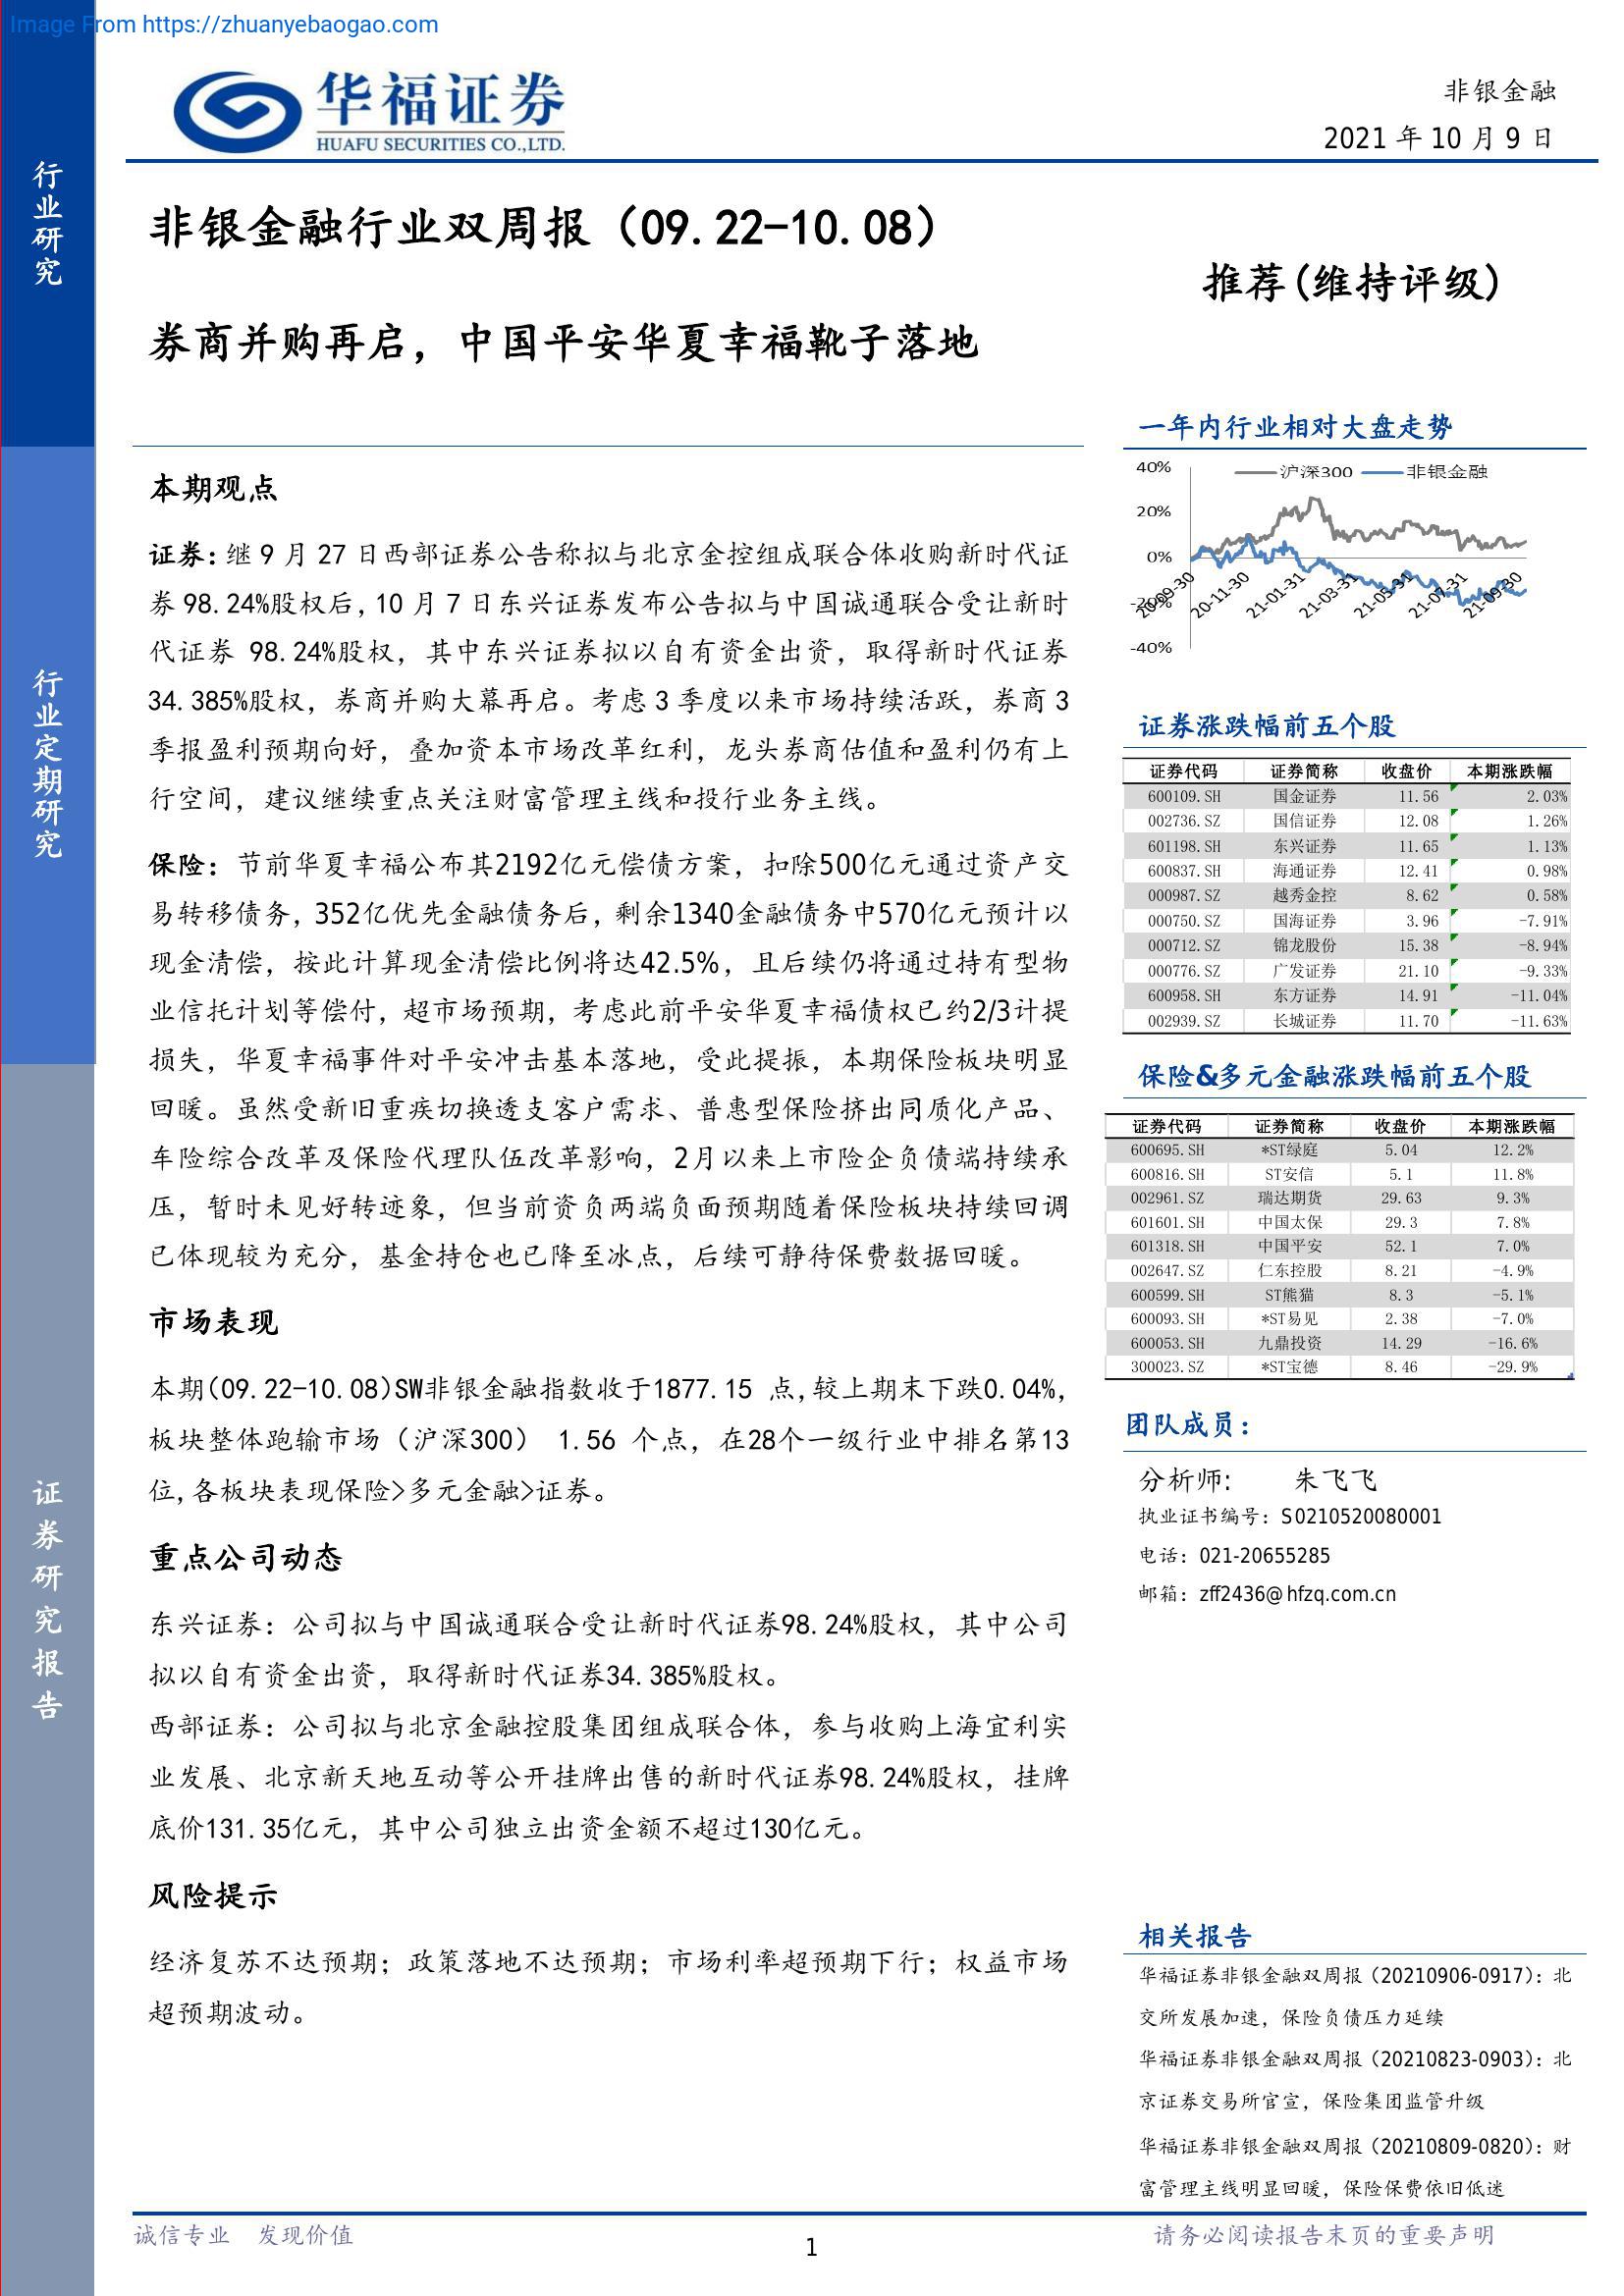 Image From https://zhuanyebaogao.com
华福证券
HUAFU SECURITIES CO.,LTD.
非银金融
2021 年 10 月 9 日
行业研究
行业定期研究
证券研究报告
非银金融行业双周报（09.22-10.08）
券商并购再启，中国平安华夏幸福靴子落地
推荐(维持评级)
本期观点
证券:继 9 月 27 日西部证券公告称拟与北京金控组成联合体收购新时代证
券 98.24%股权后,10 月 7 日东兴证券发布公告拟与中国诚通联合受让新时
代证券 98.24%股权，其中东兴证券拟以自有资金出资，取得新时代证券
34.385%股权，券商并购大幕再启。考虑 3 季度以来市场持续活跃，券商 3
季报盈利预期向好，叠加资本市场改革红利，龙头券商估值和盈利仍有上
行空间，建议继续重点关注财富管理主线和投行业务主线。
保险：节前华夏幸福公布其2192亿元偿债方案，扣除500亿元通过资产交
易转移债务，352亿优先金融债务后，剩余1340金融债务中570亿元预计以
现金清偿，按此计算现金清偿比例将达42.5%，且后续仍将通过持有型物
业信托计划等偿付，超市场预期，考虑此前平安华夏幸福债权已约2/3计提
损失，华夏幸福事件对平安冲击基本落地，受此提振，本期保险板块明显
回暖。虽然受新旧重疾切换透支客户需求、普惠型保险挤出同质化产品、
车险综合改革及保险代理队伍改革影响，2月以来上市险企负债端持续承
压，暂时未见好转迹象，但当前资负两端负面预期随着保险板块持续回调
已体现较为充分，基金持仓也已降至冰点，后续可静待保费数据回暖。
市场表现
本期(09.22-10.08)SW非银金融指数收于1877.15 点,较上期末下跌0.04%,
板块整体跑输市场（沪深300） 1.56 个点，在28个一级行业中排名第13
位,各板块表现保险>多元金融>证券。
重点公司动态
东兴证券：公司拟与中国诚通联合受让新时代证券98.24%股权，其中公司
拟以自有资金出资，取得新时代证券34.385%股权。
西部证券：公司拟与北京金融控股集团组成联合体，参与收购上海宜利实
业发展、北京新天地互动等公开挂牌出售的新时代证券98.24%股权，挂牌
底价131.35亿元，其中公司独立出资金额不超过130亿元。
风险提示
经济复苏不达预期；政策落地不达预期；市场利率超预期下行；权益市场
超预期波动。
一年内行业相对大盘走势
沪深300 非银金融
40%
20%
0%
-20%
-40%
20-09-30 20-11-30 21-01-31 21-03-31 21-05-31 21-07-31 21-09-30
证券涨跌幅前五个股
证券代码 证券简称 收盘价 本期涨跌幅
600109.SH 国金证券 11.56 2.03%
002736.SZ 国信证券 12.08 1.26%
601198.SH 东兴证券 11.65 1.13%
600837.SH 海通证券 12.41 0.98%
000987.SZ 越秀金控 8.62 0.58%
000750.SZ 国海证券 3.96 -7.91%
000712.SZ 锦龙股份 15.38 -8.94%
000776.SZ 广发证券 21.10 -9.33%
600958.SH 东方证券 14.91 -11.04%
002939.SZ 长城证券 11.70 -11.63%
保险&多元金融涨跌幅前五个股
证券代码 证券简称 收盘价 本期涨跌幅
600695.SH *ST绿庭 5.04 12.2%
600816.SH ST安信 5.1 11.8%
002961.SZ 瑞达期货 29.63 9.3%
601601.SH 中国太保 29.3 7.8%
601318.SH 中国平安 52.1 7.0%
002647.SZ 仁东控股 8.21 -4.9%
600599.SH ST熊猫 8.3 -5.1%
600093.SH *ST易见 2.38 -7.0%
600053.SH 九鼎投资 14.29 -16.6%
300023.SZ *ST宝德 8.46 -29.9%
团队成员：
分析师: 朱飞飞
执业证书编号：S0210520080001
电话：021-20655285
邮箱：zff2436@hfzq.com.cn
相关报告
华福证券非银金融双周报（20210906-0917）：北
交所发展加速，保险负债压力延续
华福证券非银金融双周报（20210823-0903）：北
京证券交易所官宣，保险集团监管升级
华福证券非银金融双周报（20210809-0820）：财
富管理主线明显回暖，保险保费依旧低迷
诚信专业 发现价值
1
请务必阅读报告末页的重要声明